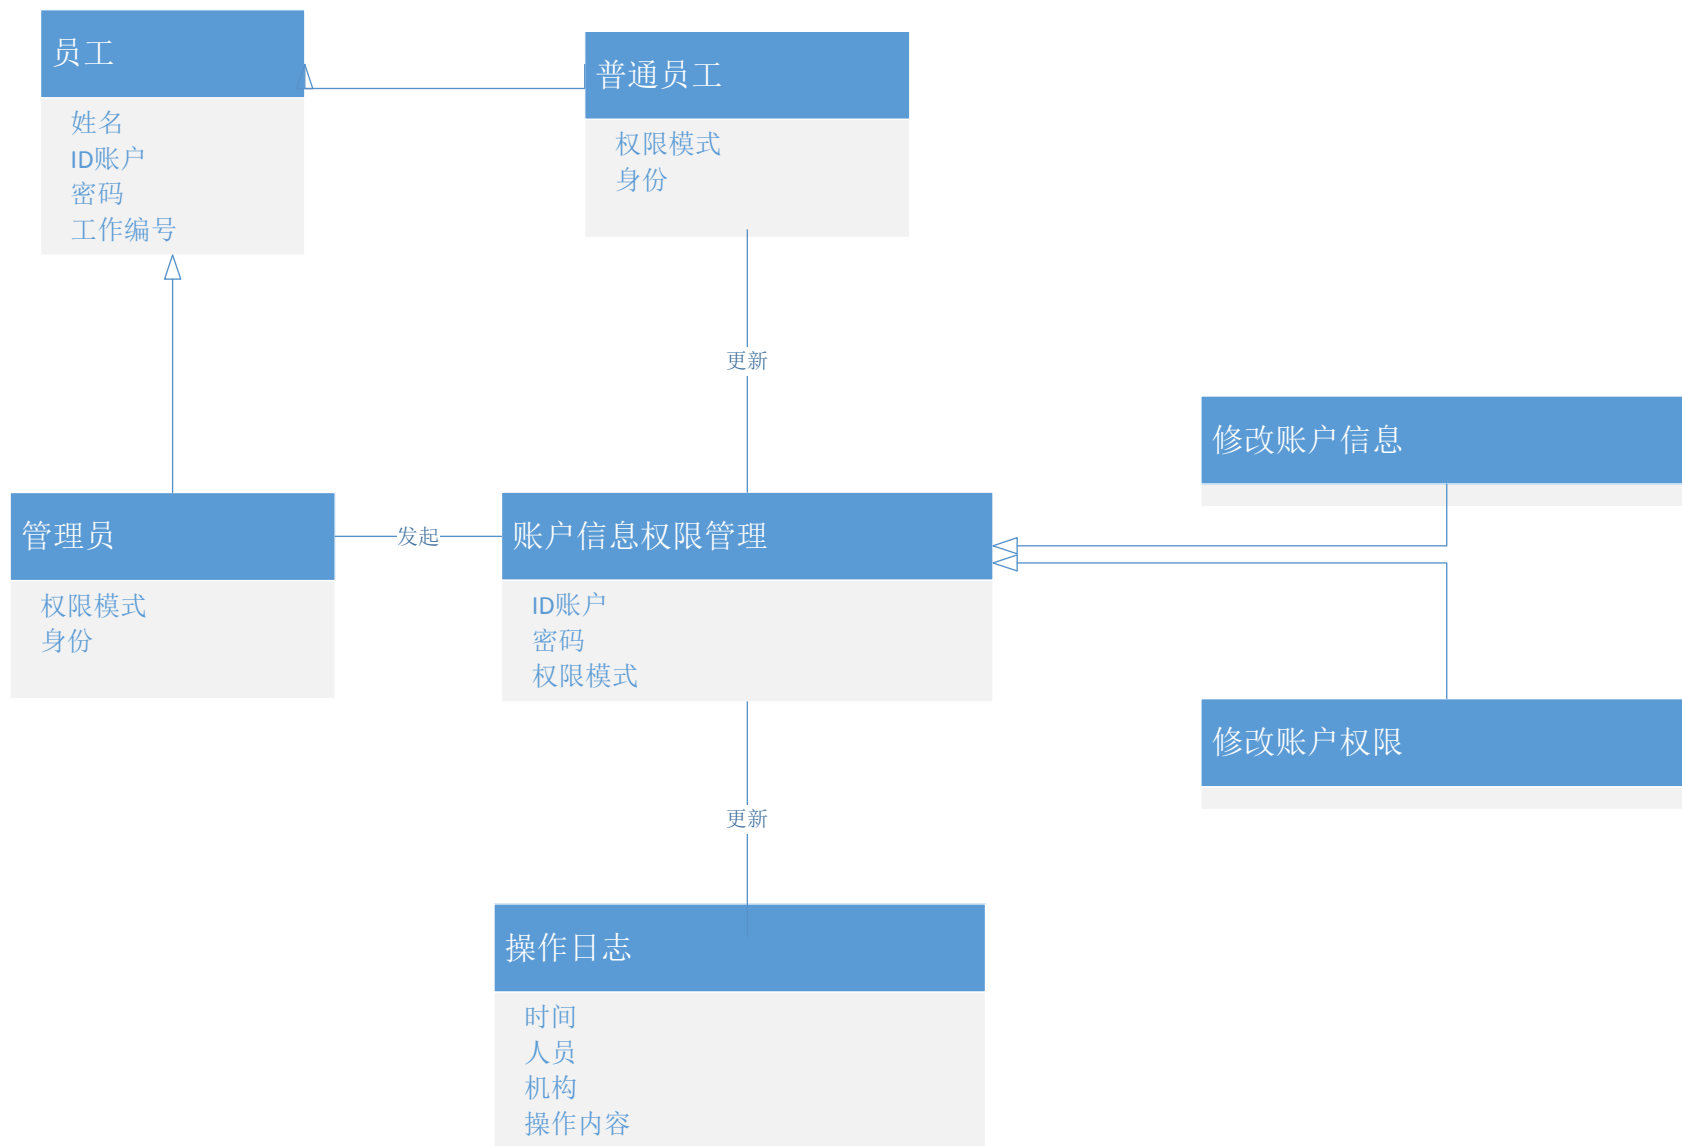 员工
姓名
ID账户
密码
工作编号
普通员工
权限模式
身份
更新
修改账户信息
管理员
权限模式
身份
发起
账户信息权限管理
ID账户
密码
权限模式
修改账户权限
更新
操作日志
时间
人员
机构
操作内容